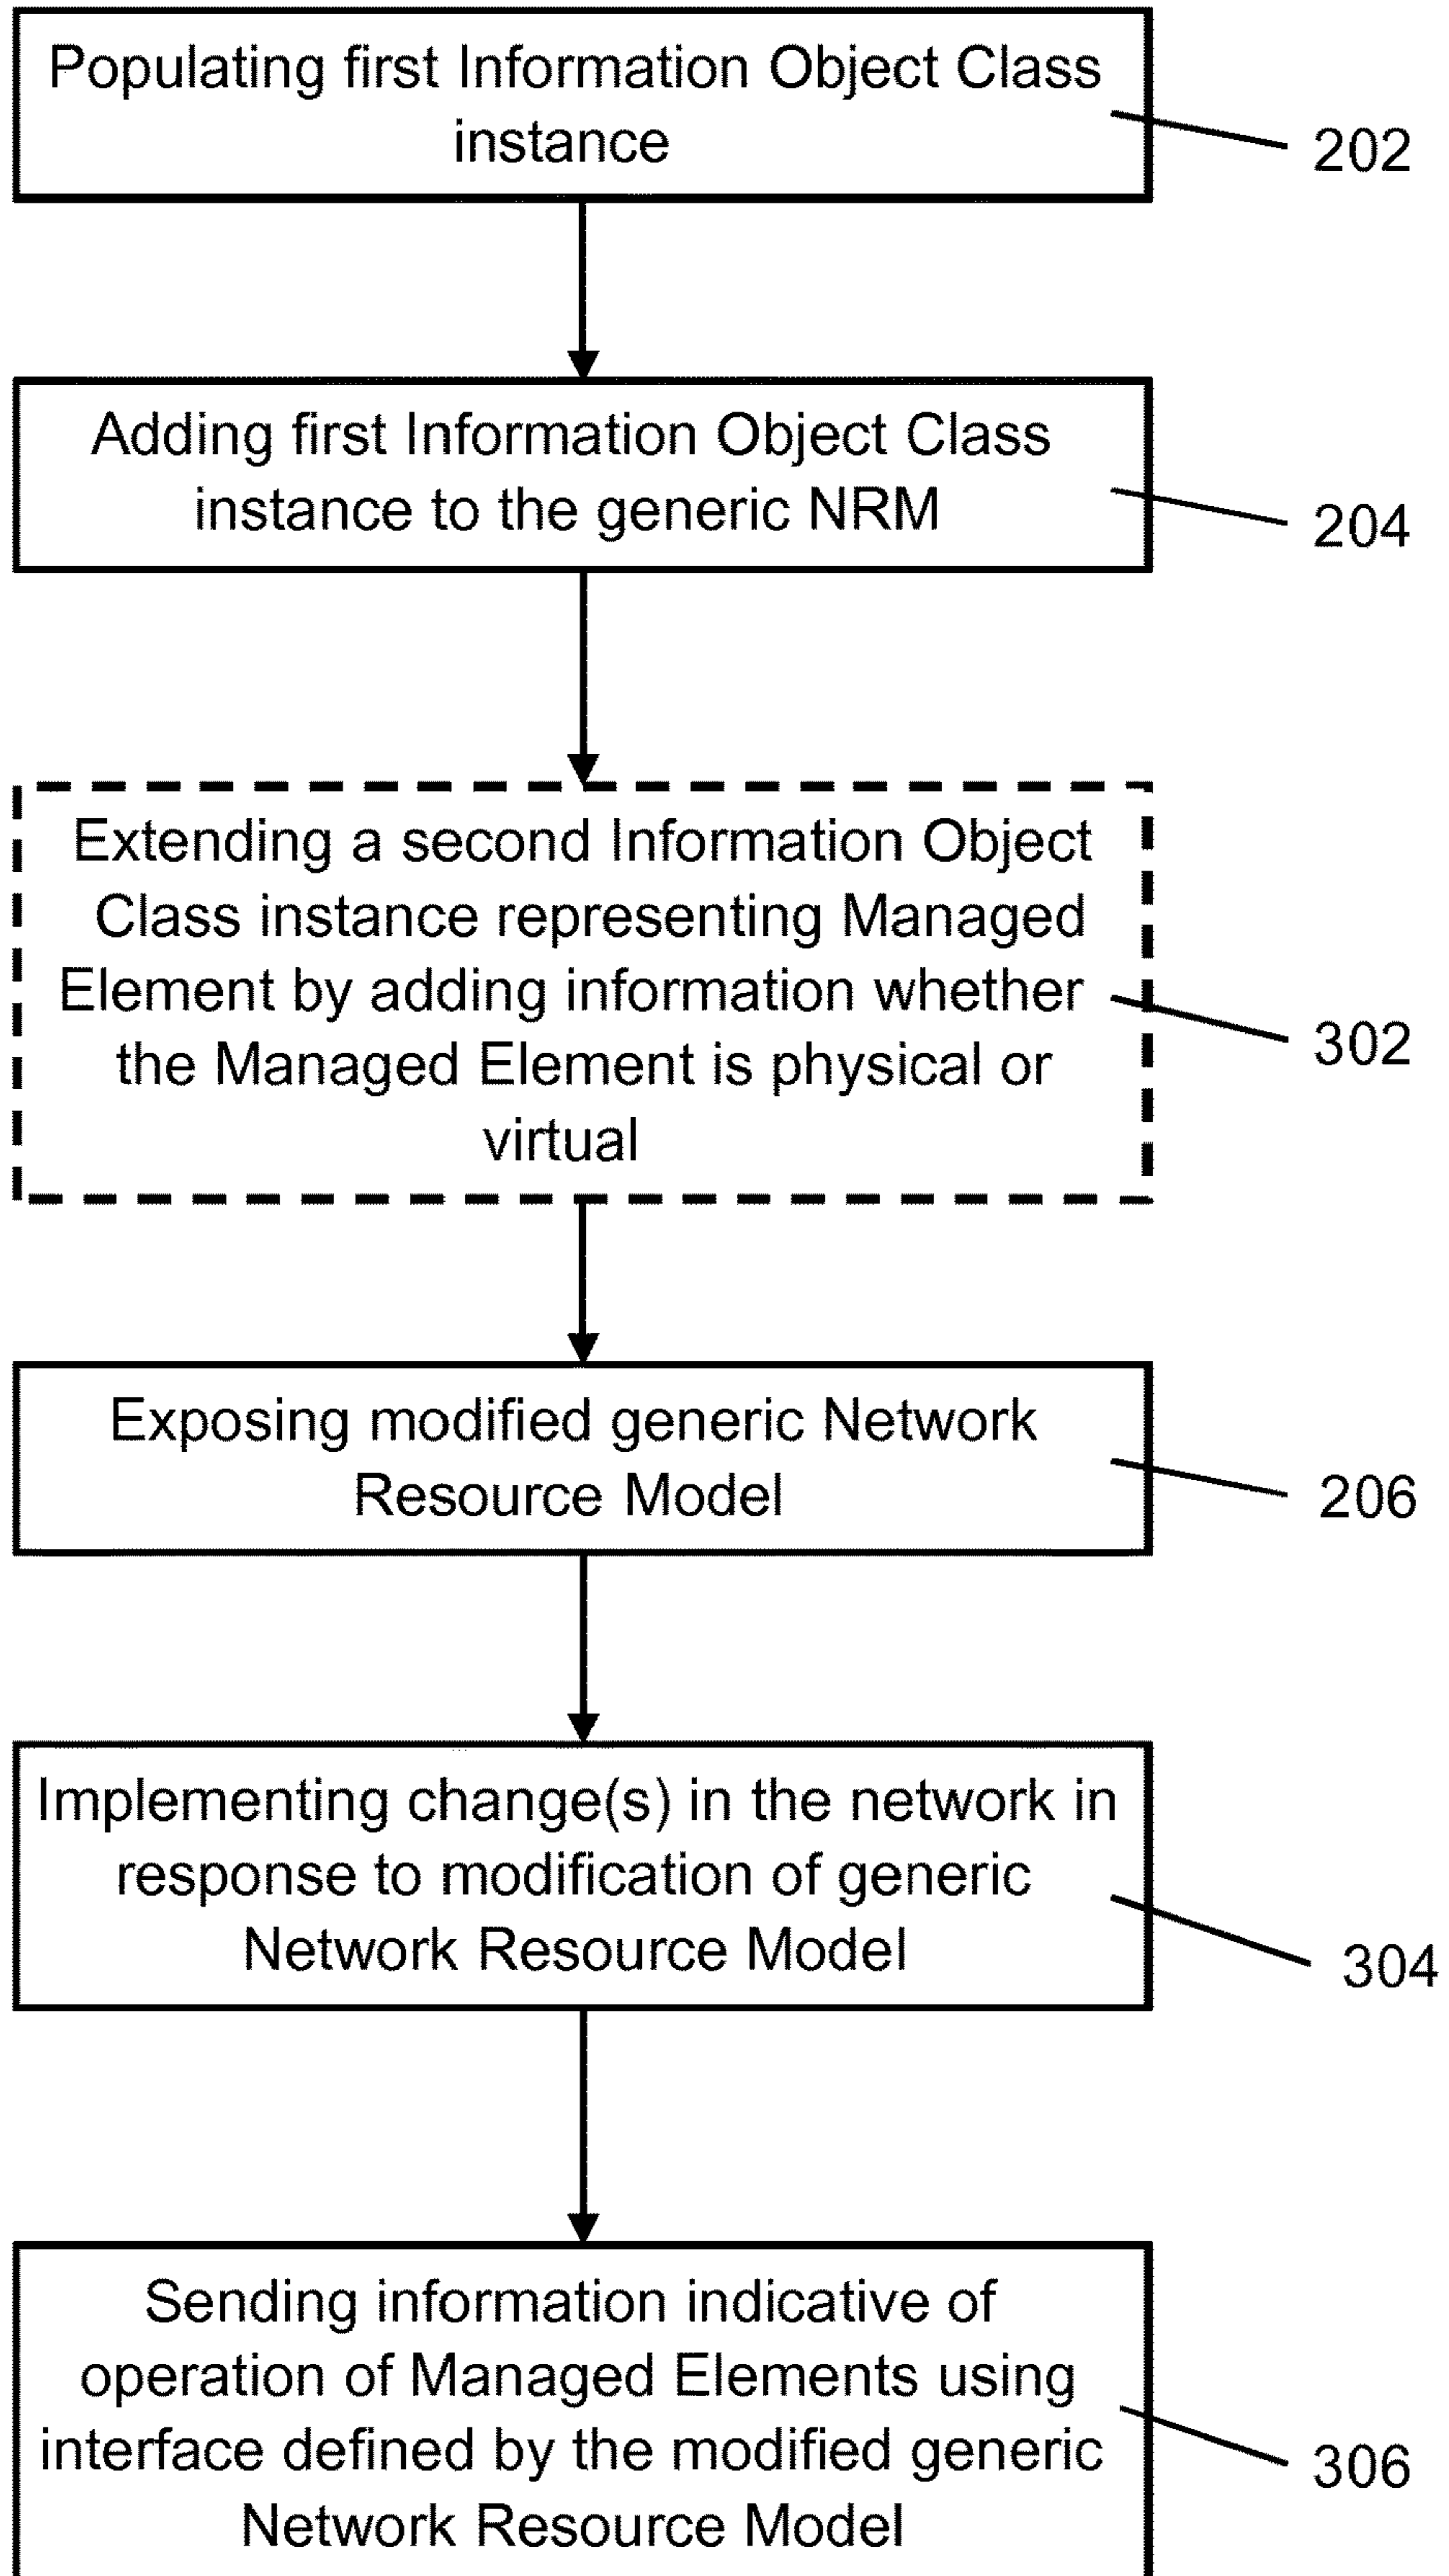 Populating first Information Object Class
instance
202
Adding first Information Object Class
instance to the generic NRM
204
Extending a second Information Object
Class instance representing Managed
Element by adding information whether
the Managed Element is physical or
virtual
302
Exposing modified generic Network
Resource Model
206
Implementing change(s) in the network in
response to modification of generic
Network Resource Model
304
Sending information indicative of
operation of Managed Elements using
interface defined by the modified generic
Network Resource Model
306